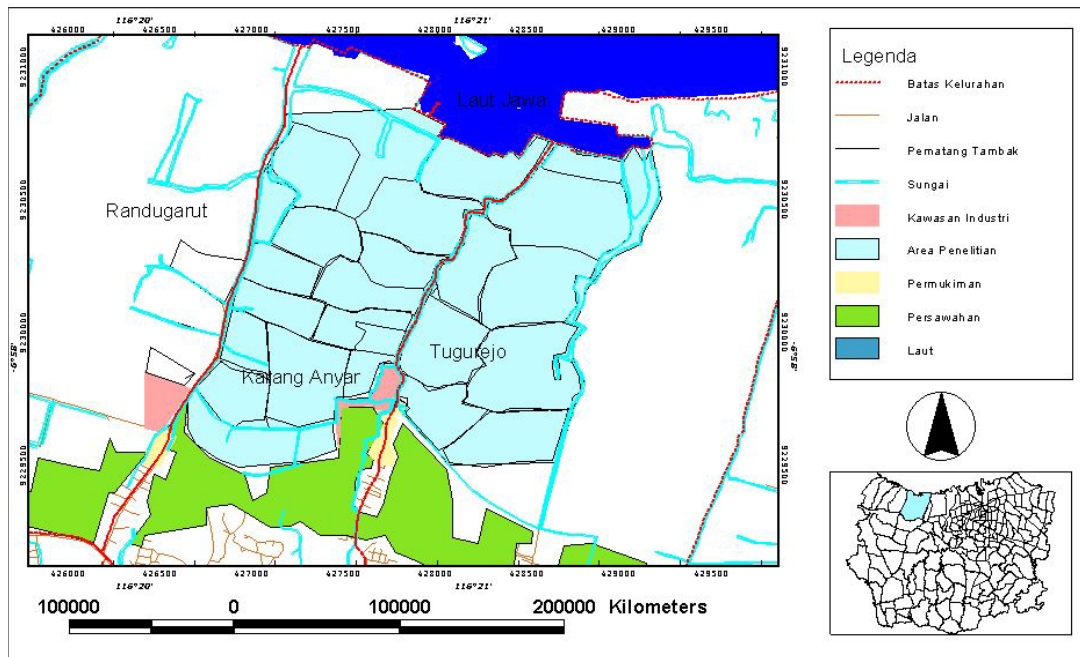 116°20' 116°21'
426000 426500 427000 427500 428000 428500 429000 429500
9231000 9231000
Laut Jawa
9230500 9230500
Randugarut
9230000 9230000
-6°58' -6°58'
Tugurejo
Karang Anyar
9229500 9229500
426000 426500 427000 427500 428000 428500 429000 429500
116°20' 116°21'
100000 0 100000 200000 Kilometers
Legenda
Batas Kelurahan
Jalan
Pematang Tambak
Sungai
Kawasan Industri
Area Penelitian
Permukiman
Persawahan
Laut